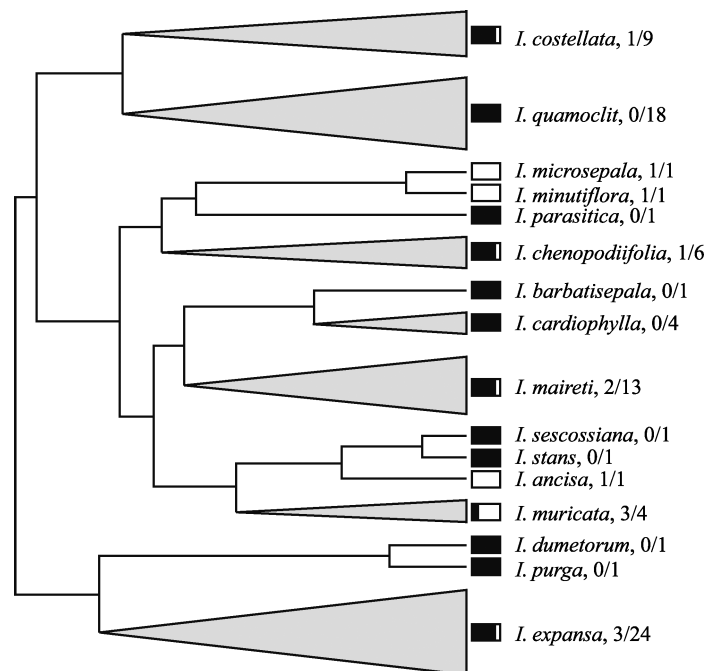 I. costellata, 1/9
I. quamoclit, 0/18
I. microsepala, 1/1
I. minutiflora, 1/1
I. parasitica, 0/1
I. chenopodiifolia, 1/6
I. barbatisepala, 0/1
I. cardiophylla, 0/4
I. maireti, 2/13
I. sescossiana, 0/1
I. stans, 0/1
I. ancisa, 1/1
I. muricata, 3/4
I. dumetorum, 0/1
I. purga, 0/1
I. expansa, 3/24